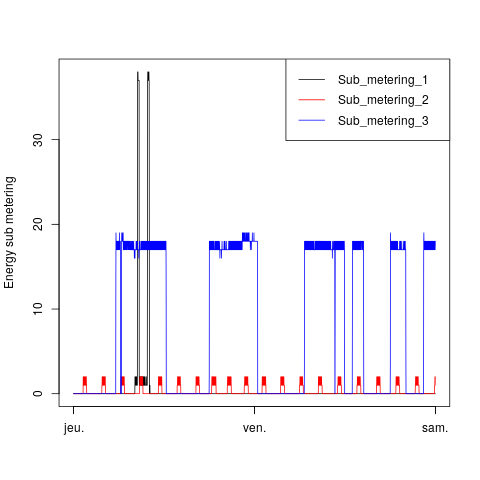 Sub_metering_1
Sub_metering_2
Sub_metering_3
Energy sub metering
30
20
10
0
jeu.
ven.
sam.